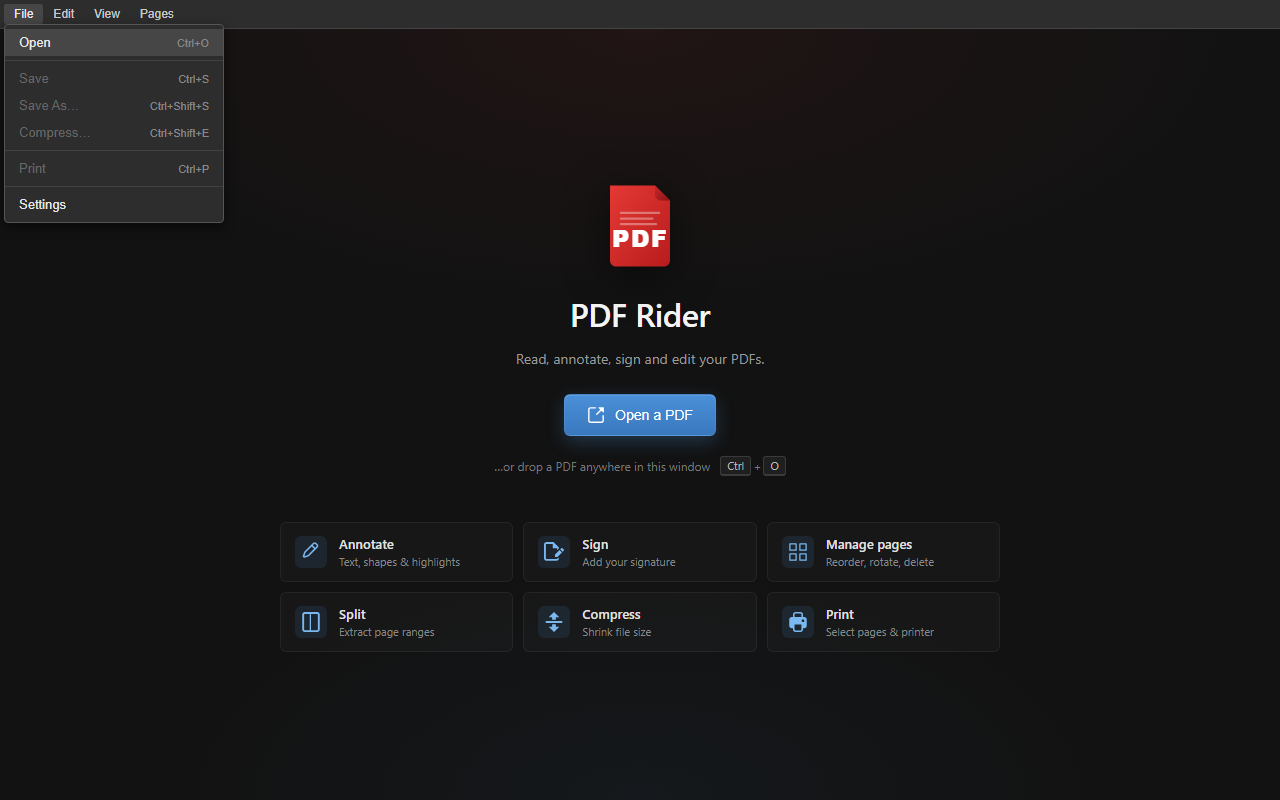 File Edit View Pages
Open Ctrl+O
Save Ctrl+S
Save As... Ctrl+Shift+S
Compress... Ctrl+Shift+E
Print Ctrl+P
Settings
PDF
PDF Rider
Read, annotate, sign and edit your PDFs.
Open a PDF
...or drop a PDF anywhere in this window Ctrl + O
Annotate
Text, shapes & highlights
Sign
Add your signature
Manage pages
Reorder, rotate, delete
Split
Extract page ranges
Compress
Shrink file size
Print
Select pages & printer